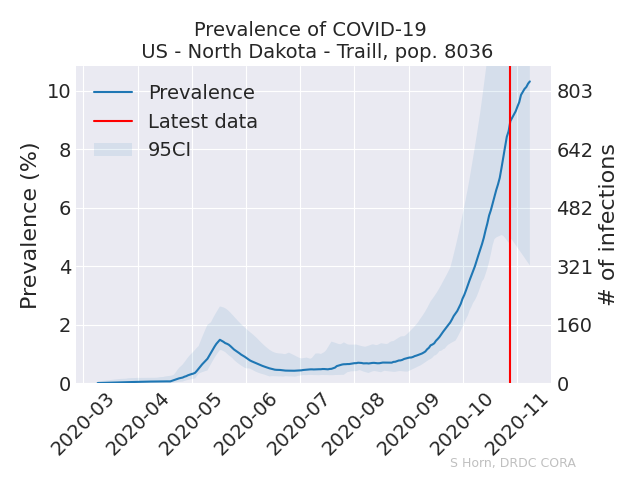 Prevalence of COVID-19
US - North Dakota - Traill, pop. 8036
Prevalence
Latest data
95CI
Prevalence (%)
10
8
6
4
2
0
803
642
482
321
160
0
# of infections
2020-03
2020-04
2020-05
2020-06
2020-07
2020-08
2020-09
2020-10
2020-11
S Horn, DRDC CORA